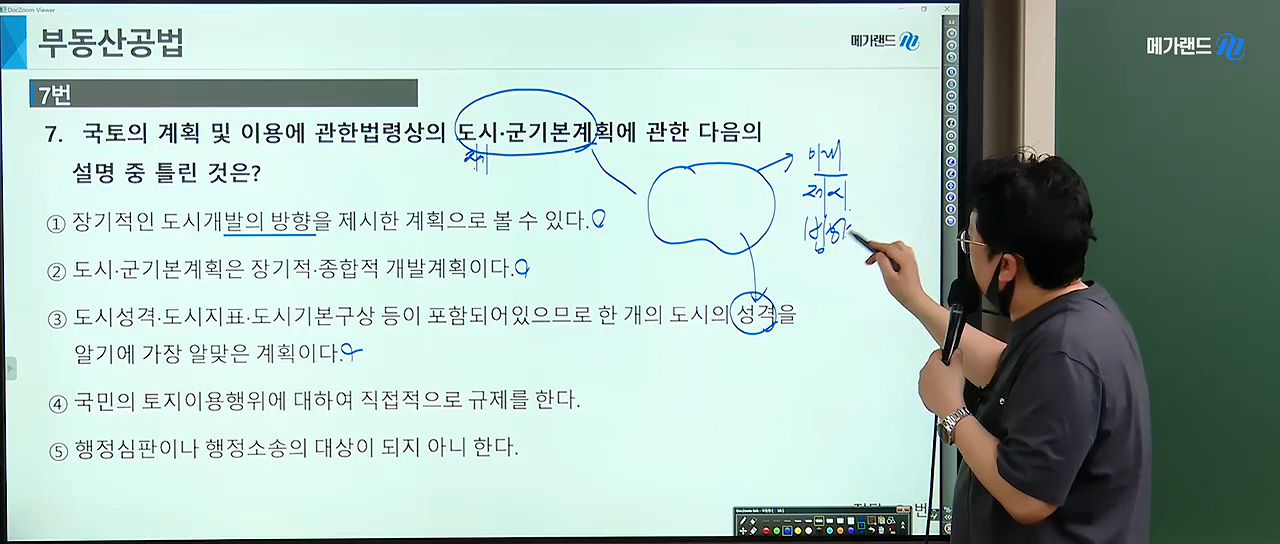 DocZoom Viewer
부동산공법
메가랜드
메가랜드
7번
7. 국토의 계획 및 이용에 관한법령상의 도시·군기본계획에 관한 다음의
설명 중 틀린 것은?
① 장기적인 도시개발의 방향을 제시한 계획으로 볼 수 있다.
② 도시·군기본계획은 장기적·종합적 개발계획이다.
③ 도시성격·도시지표·도시기본구상 등이 포함되어있으므로 한 개의 도시의 성격을
알기에 가장 알맞은 계획이다.
④ 국민의 토지이용행위에 대하여 직접적으로 규제를 한다.
⑤ 행정심판이나 행정소송의 대상이 되지 아니 한다.
미래
제시
방향
번